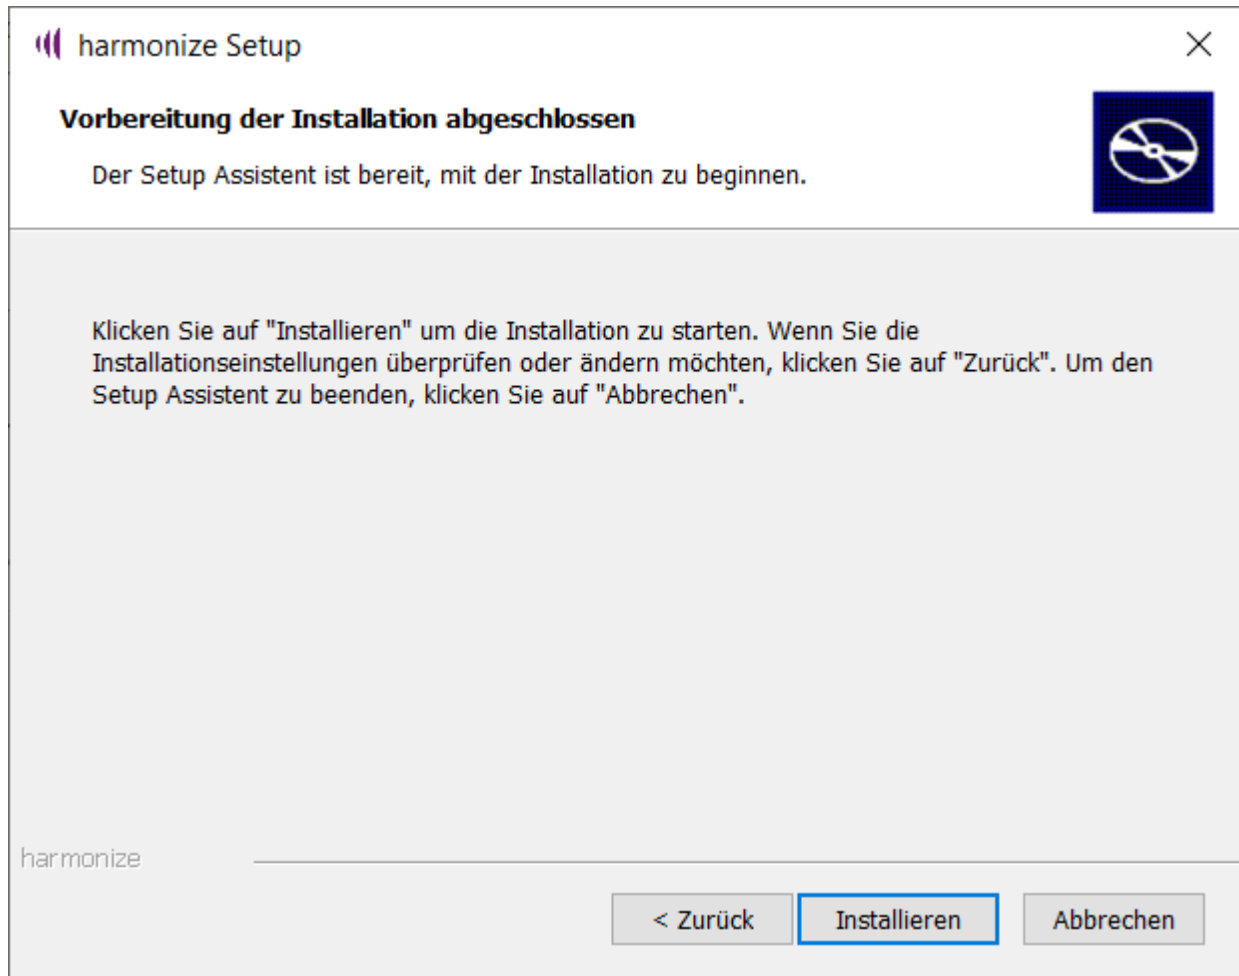 harmonize Setup
Vorbereitung der Installation abgeschlossen
Der Setup Assistent ist bereit, mit der Installation zu beginnen.
Klicken Sie auf "Installieren" um die Installation zu starten. Wenn Sie die
Installationseinstellungen überprüfen oder ändern möchten, klicken Sie auf "Zurück". Um den
Setup Assistent zu beenden, klicken Sie auf "Abbrechen".
harmonize
< Zurück
Installieren
Abbrechen